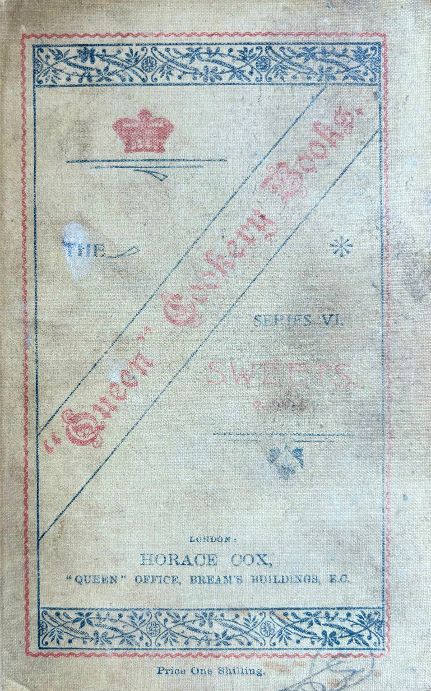 THE
"Queen" Cookery Books.
SERIES VI.
SWEETS.
LONDON:
HORACE COX,
"QUEEN" OFFICE, BREAM'S BUILDINGS, E.C.
Price One Shilling.